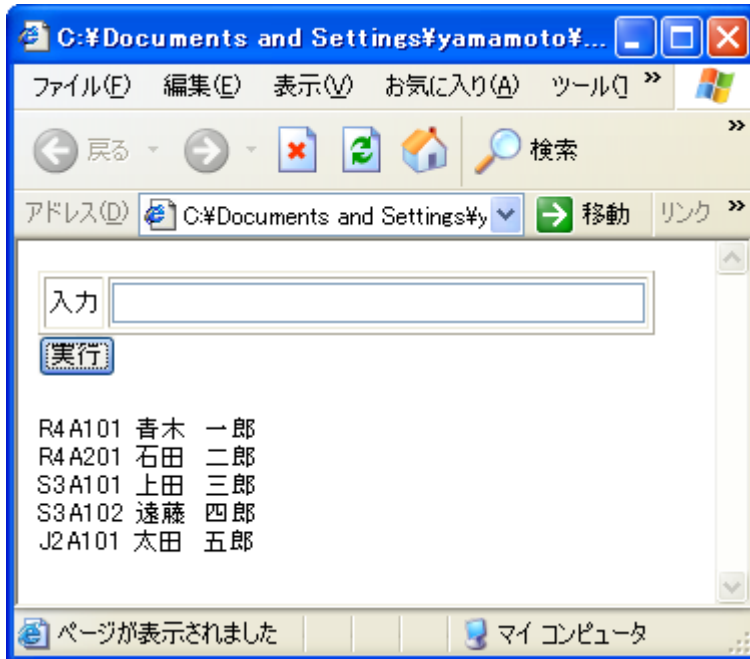 C:¥Documents and Settings¥yamamoto¥...
ファイル(F) 編集(E) 表示(V) お気に入り(A) ツール(T »
戻る 検索 »
アドレス(D) C:¥Documents and Settings¥y 移動 リンク »
入力
実行
R4A101 青木 一郎
R4A201 石田 二郎
S3A101 上田 三郎
S3A102 遠藤 四郎
J2A101 太田 五郎
ページが表示されました マイ コンピュータ